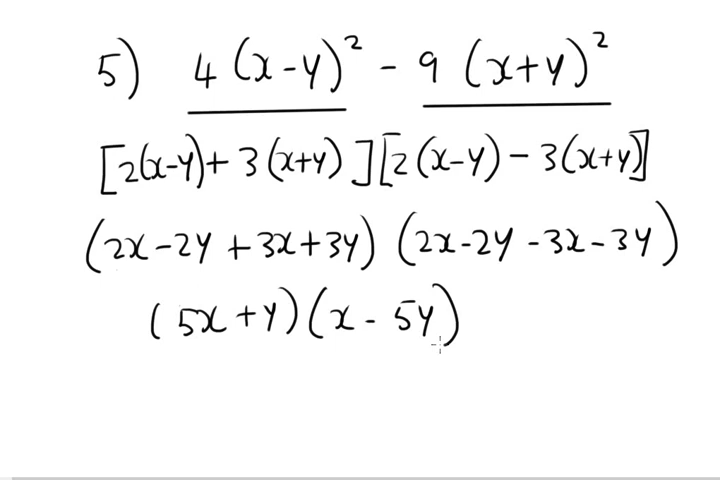 5) 4(x-y)² - 9(x+y)²
[2(x-y)+3(x+y)][2(x-y)-3(x+y)]
(2x-2y+3x+3y)(2x-2y-3x-3y)
(5x+y)(x-5y)